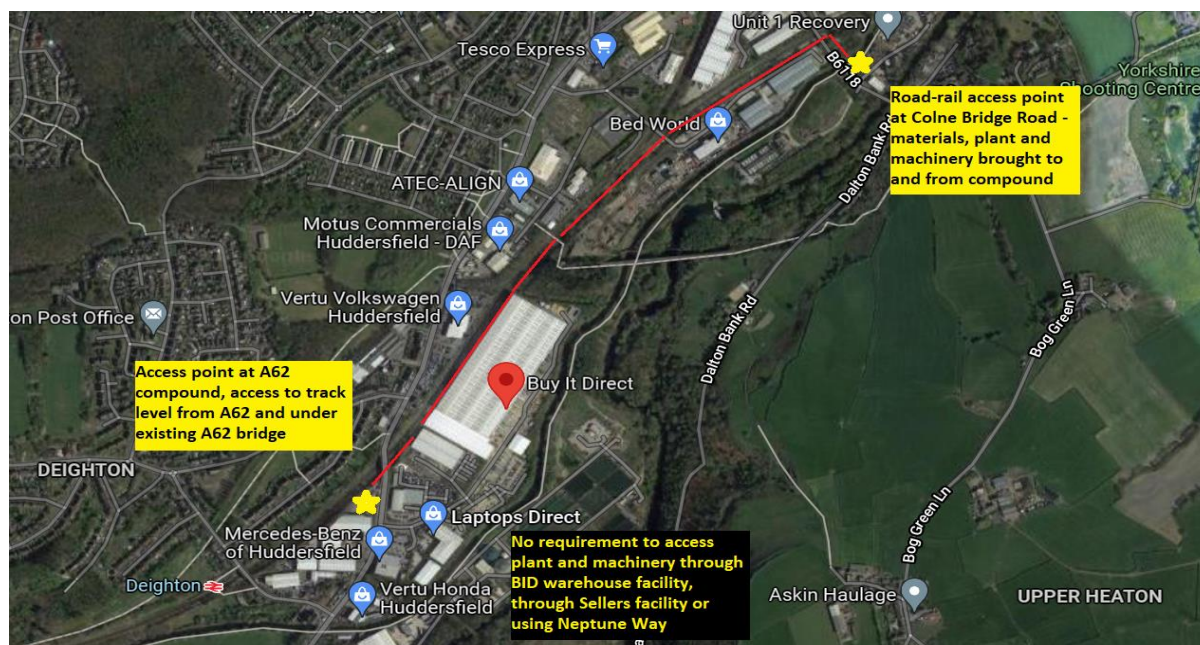 Primary School
Unit 1 Recovery
Tesco Express
B6118
Yorkshire
Shooting Centre
Road-rail access point
at Colne Bridge Road -
materials, plant and
machinery brought to
and from compound
Bed World
Dalton Bank Rd
ATEC-ALIGN
Motus Commercials
Huddersfield - DAF
Vertu Volkswagen
Huddersfield
on Post Office
Dalton Bank Rd
Bog Green Ln
Buy It Direct
Access point at A62
compound, access to track
level from A62 and under
existing A62 bridge
DEIGHTON
Laptops Direct
Mercedes-Benz
of Huddersfield
Bog Green Ln
No requirement to access
plant and machinery through
BID warehouse facility,
through Sellers facility or
using Neptune Way
Deighton
Vertu Honda
Huddersfield
Askin Haulage
UPPER HEATON